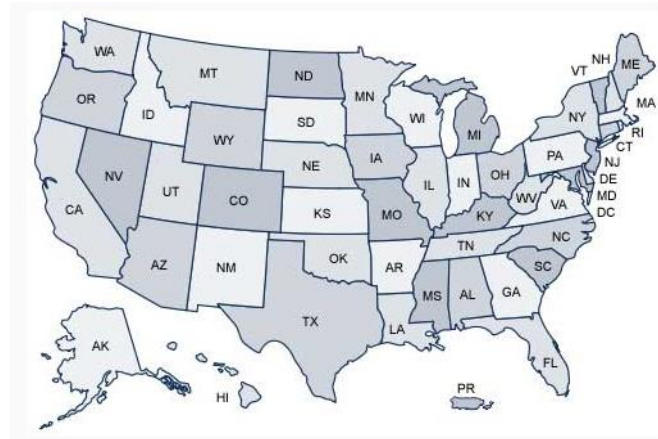 NH
VT
ME
WA
MT
ND
MN
OR
ID
SD
WI
MI
NY
MA
RI
CT
WY
IA
PA
NJ
NE
OH
DE
NV
UT
CO
IL
IN
WV
MD
VA
DC
CA
KS
MO
KY
NC
TN
AZ
NM
OK
AR
SC
MS
AL
GA
TX
LA
AK
FL
HI
PR